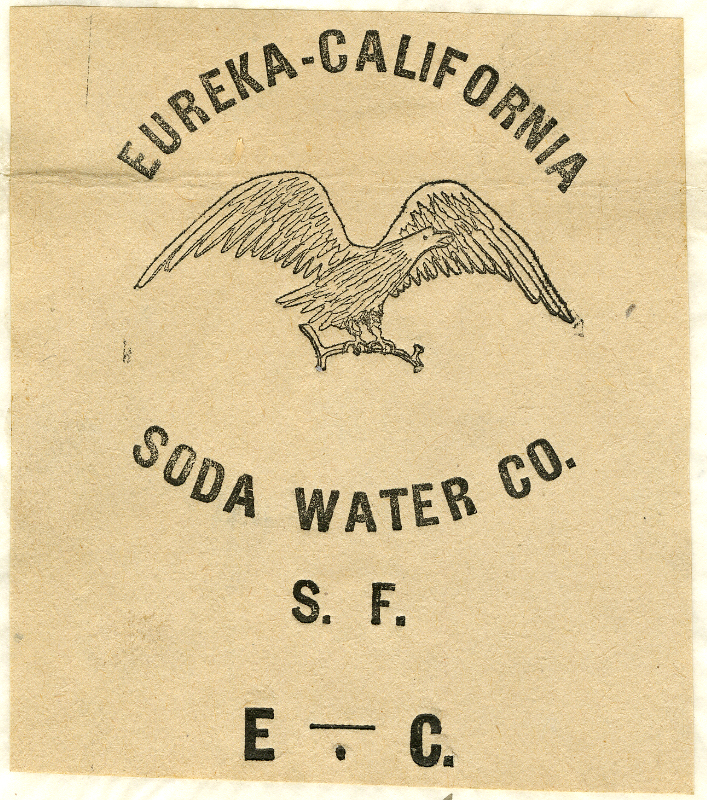 EUREKA-CALIFORNIA
SODA WATER CO.
S. F.
E — . C.